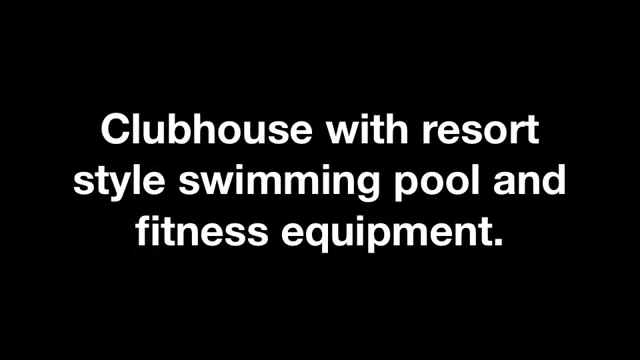 Clubhouse with resort
style swimming pool and
fitness equipment.